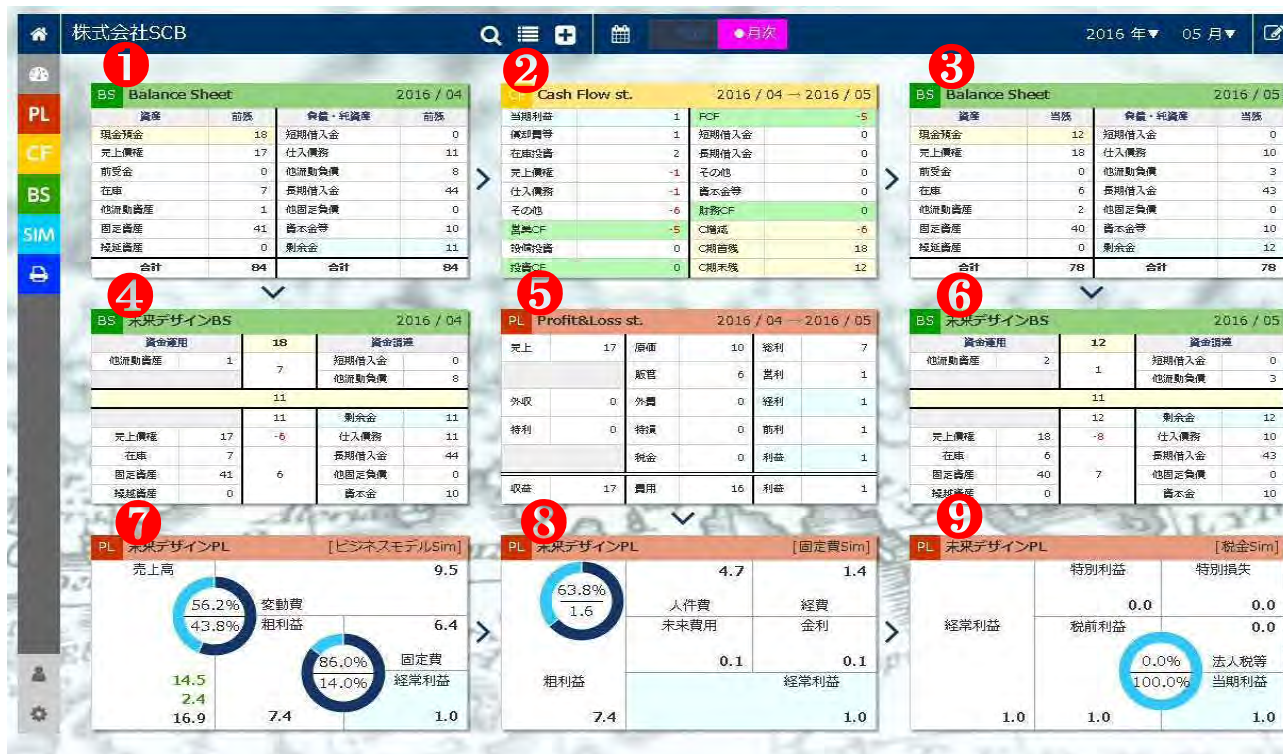 株式会社SCB ●月次 2016 年▼ 05 月▼
PL
CF
BS
SIM
❶
BS Balance Sheet 2016 / 04
資産 前残 負債・純資産 前残
現金預金 18 短期借入金 0
売上債権 17 仕入債務 11
前受金 0 他流動負債 8
在庫 7 長期借入金 44
他流動資産 1 他固定負債 0
固定資産 41 資本金等 10
繰延資産 0 剰余金 11
合計 84 合計 84
❷
CF Cash Flow st. 2016 / 04 → 2016 / 05
当期利益 1 FCF -5
償却費等 1 短期借入金 0
在庫投資 2 長期借入金 0
売上債権 -1 その他 0
仕入債務 -1 資本金等 0
その他 -6 財務CF 0
営業CF -5 C増減 -6
設備投資 0 C期首残 18
投資CF 0 C期末残 12
❸
BS Balance Sheet 2016 / 05
資産 当残 負債・純資産 当残
現金預金 12 短期借入金 0
売上債権 18 仕入債務 10
前受金 0 他流動負債 3
在庫 6 長期借入金 43
他流動資産 2 他固定負債 0
固定資産 40 資本金等 10
繰延資産 0 剰余金 12
合計 78 合計 78
❹
BS 未来デザインBS 2016 / 04
資金運用 18 資金調達
他流動資産 1 7 短期借入金 0
他流動負債 8
11
11 剰余金 11
売上債権 17 -6 仕入債務 11
在庫 7 6 長期借入金 44
固定資産 41 他固定負債 0
繰越資産 0 資本金 10
❺
PL Profit&Loss st. 2016 / 04 → 2016 / 05
売上 17 原価 10 総利 7
販管 6 営利 1
外収 0 外費 0 経利 1
特利 0 特損 0 前利 1
税金 0 利益 1
収益 17 費用 16 利益 1
❻
BS 未来デザインBS 2016 / 05
資金運用 12 資金調達
他流動資産 2 1 短期借入金 0
他流動負債 3
11
12 剰余金 12
売上債権 18 -8 仕入債務 10
在庫 6 7 長期借入金 43
固定資産 40 他固定負債 0
繰越資産 0 資本金 10
❼
PL 未来デザインPL [ビジネスモデルSim]
売上高 9.5
56.2% 変動費
43.8% 粗利益 6.4
86.0% 固定費
14.0% 経常利益
14.5
2.4
16.9 7.4 1.0
❽
PL 未来デザインPL [固定費Sim]
63.8% 4.7 1.4
1.6 人件費 経費
未来費用 金利
0.1 0.1
粗利益 経常利益
7.4 1.0
❾
PL 未来デザインPL [税金Sim]
特別利益 特別損失
0.0 0.0
経常利益 税前利益 0.0
0.0% 法人税等
100.0% 当期利益
1.0 1.0 1.0